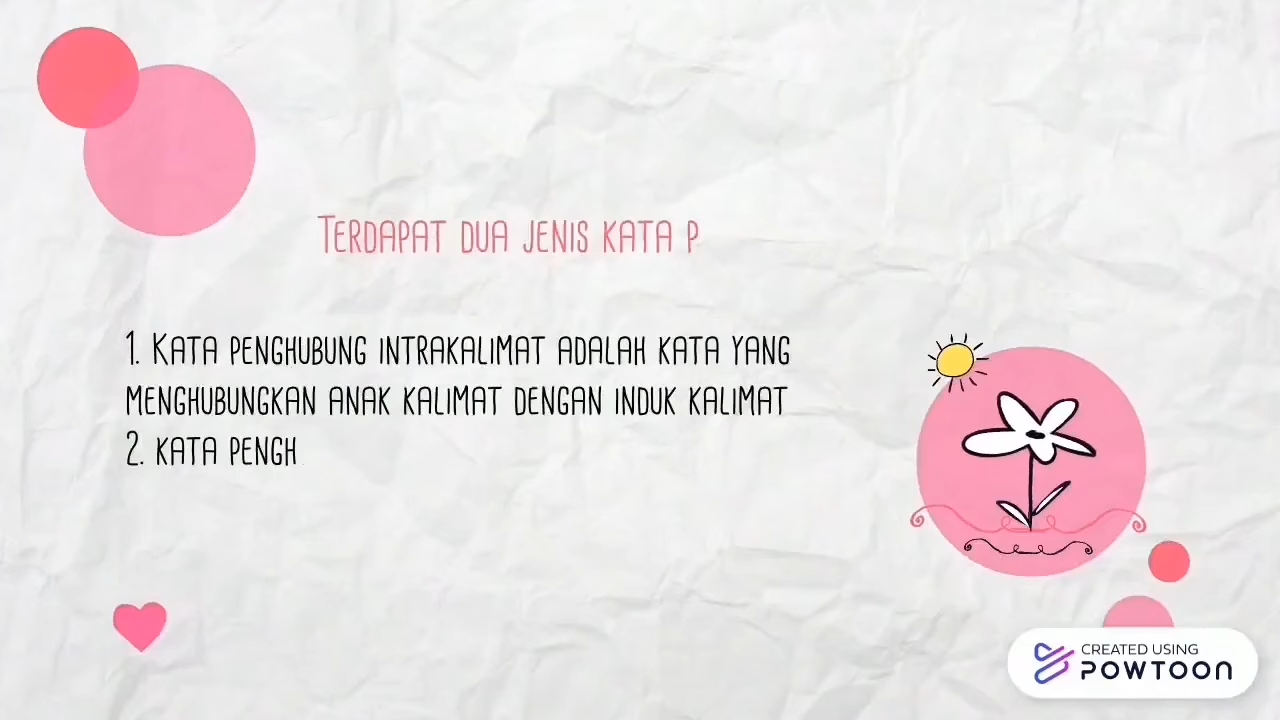 Terdapat dua jenis kata p
1. Kata penghubung intrakalimat adalah kata yang
menghubungkan anak kalimat dengan induk kalimat
2. kata pengh
CREATED USING
POWTOON